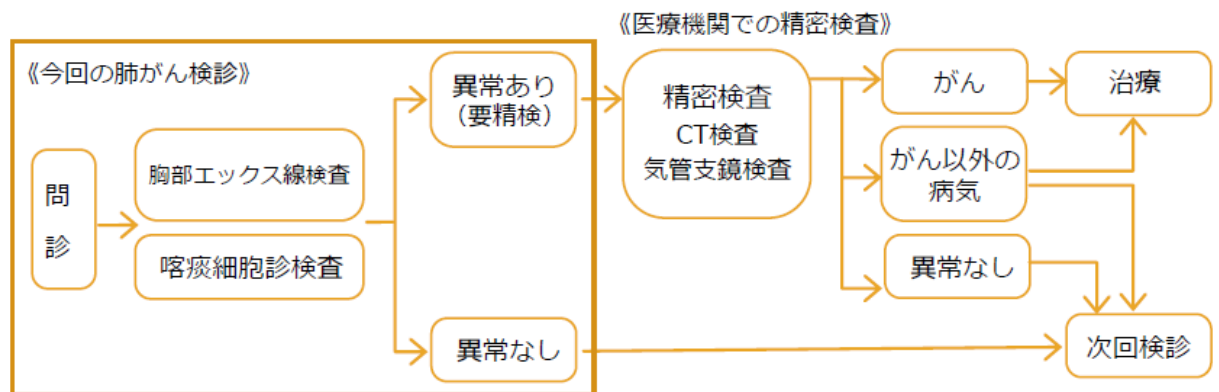 《今回の肺がん検診》
問
診
胸部エックス線検査
喀痰細胞診検査
異常あり
(要精検)
異常なし
《医療機関での精密検査》
精密検査
CT検査
気管支鏡検査
がん
がん以外の
病気
異常なし
治療
次回検診